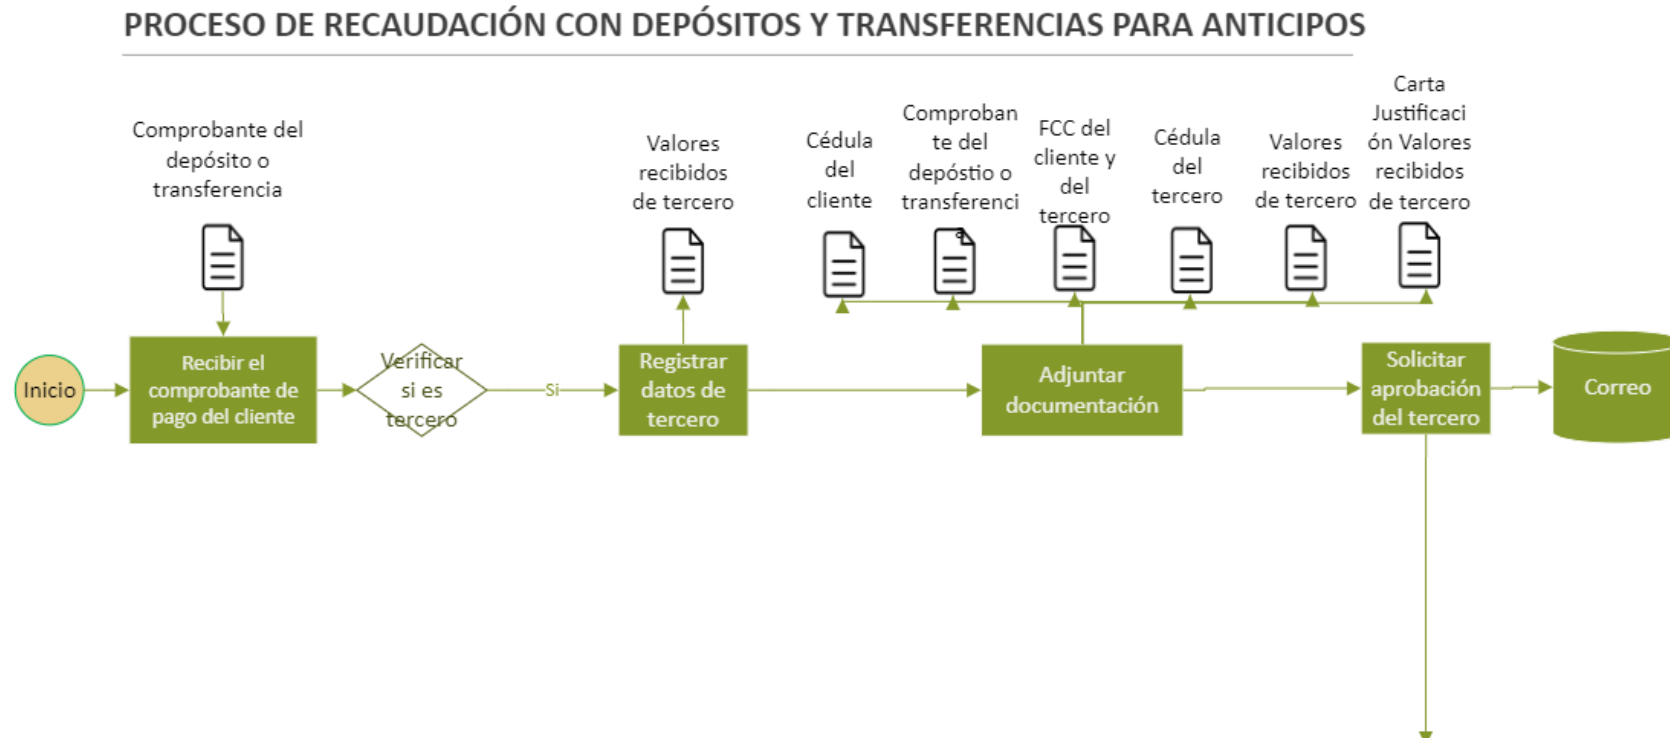 PROCESO DE RECAUDACIÓN CON DEPÓSITOS Y TRANSFERENCIAS PARA ANTICIPOS
Comprobante del
depósito o
transferencia
Valores
recibidos
de tercero
Cédula
del
cliente
Comproban
te del
depóstio o
transferenci
a
FCC del
cliente y
del
tercero
Cédula
del
tercero
Valores
recibidos
de tercero
Carta
Justificaci
ón Valores
recibidos
de tercero
Inicio
Recibir el
comprobante de
pago del cliente
Verificar
si es
tercero
Si
Registrar
datos de
tercero
Adjuntar
documentación
Solicitar
aprobación
del tercero
Correo